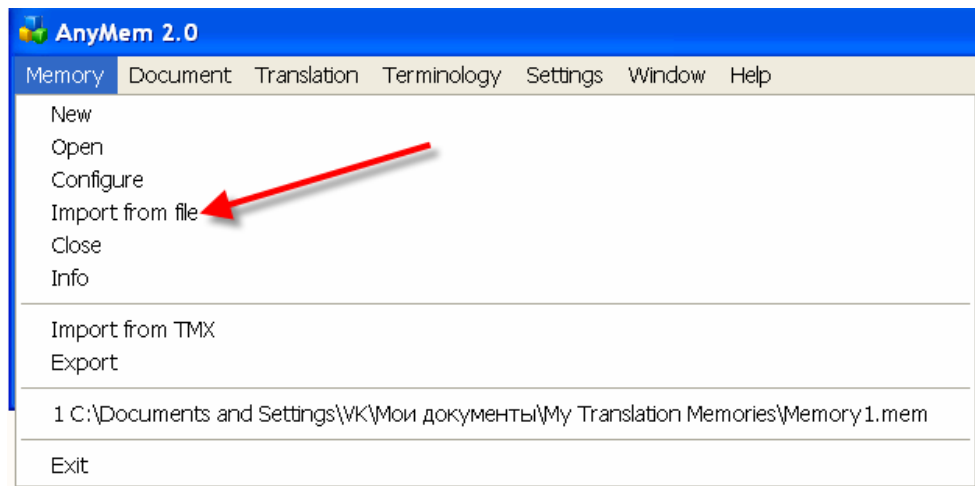 AnyMem 2.0
Memory Document Translation Terminology Settings Window Help
New
Open
Configure
Import from file
Close
Info
Import from TMX
Export
1 C:\Documents and Settings\VK\Мои документы\My Translation Memories\Memory1.mem
Exit